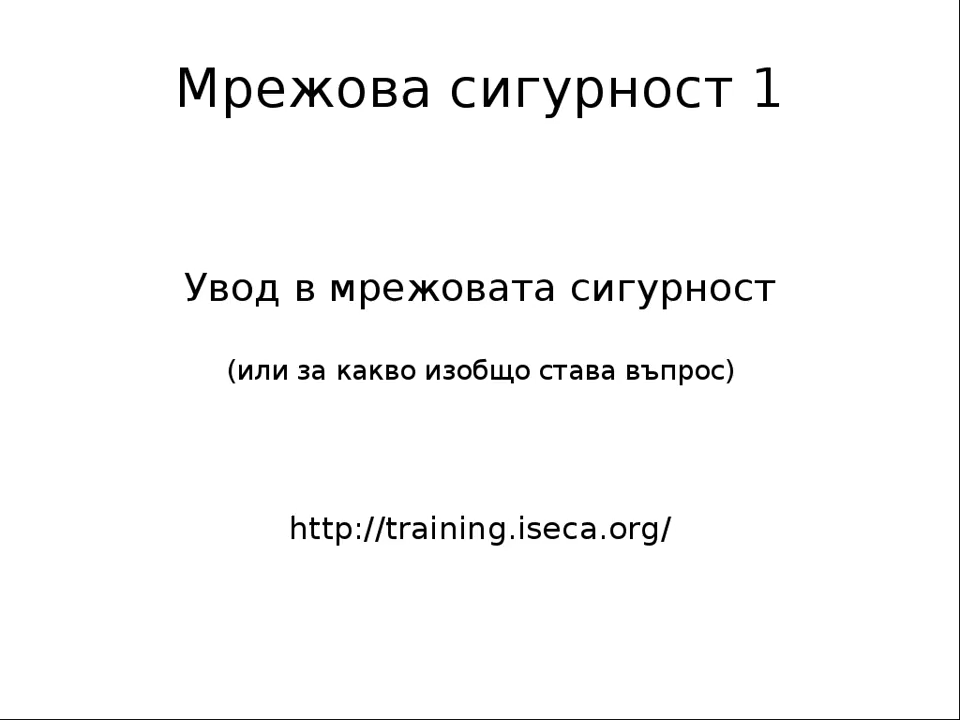 Мрежова сигурност 1
Увод в мрежовата сигурност
(или за какво изобщо става въпрос)
http://training.iseca.org/